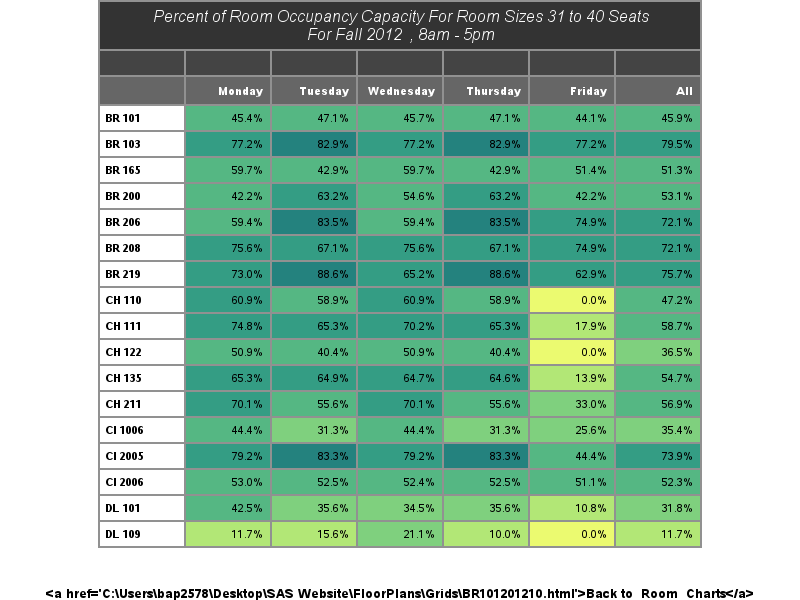 Percent of Room Occupancy Capacity For Room Sizes 31 to 40 Seats
For Fall 2012 , 8am - 5pm
Monday Tuesday Wednesday Thursday Friday All
BR 101 45.4% 47.1% 45.7% 47.1% 44.1% 45.9%
BR 103 77.2% 82.9% 77.2% 82.9% 77.2% 79.5%
BR 165 59.7% 42.9% 59.7% 42.9% 51.4% 51.3%
BR 200 42.2% 63.2% 54.6% 63.2% 42.2% 53.1%
BR 206 59.4% 83.5% 59.4% 83.5% 74.9% 72.1%
BR 208 75.6% 67.1% 75.6% 67.1% 74.9% 72.1%
BR 219 73.0% 88.6% 65.2% 88.6% 62.9% 75.7%
CH 110 60.9% 58.9% 60.9% 58.9% 0.0% 47.2%
CH 111 74.8% 65.3% 70.2% 65.3% 17.9% 58.7%
CH 122 50.9% 40.4% 50.9% 40.4% 0.0% 36.5%
CH 135 65.3% 64.9% 64.7% 64.6% 13.9% 54.7%
CH 211 70.1% 55.6% 70.1% 55.6% 33.0% 56.9%
CI 1006 44.4% 31.3% 44.4% 31.3% 25.6% 35.4%
CI 2005 79.2% 83.3% 79.2% 83.3% 44.4% 73.9%
CI 2006 53.0% 52.5% 52.4% 52.5% 51.1% 52.3%
DL 101 42.5% 35.6% 34.5% 35.6% 10.8% 31.8%
DL 109 11.7% 15.6% 21.1% 10.0% 0.0% 11.7%
<a href='C:\Users\bap2578\Desktop\SAS Website\FloorPlans\Grids\BR101201210.html'>Back to Room Charts</a>